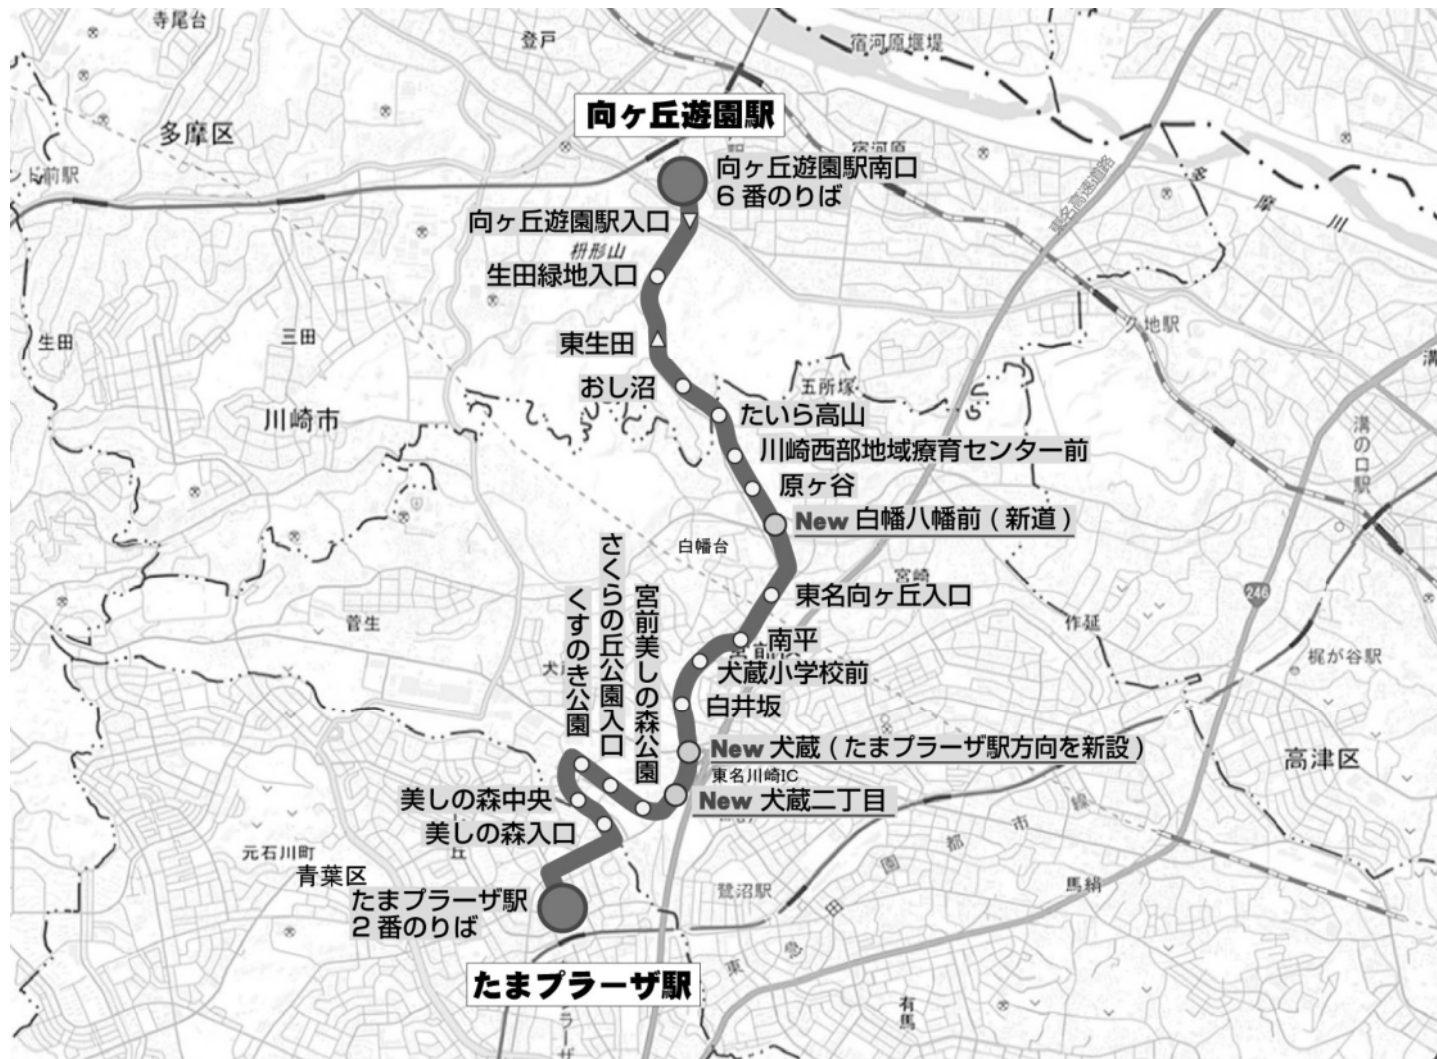 寺尾台
登戸
宿河原堰堤
向ヶ丘遊園駅
多摩区
宿河原
向ヶ丘遊園駅南口
6番のりば
東名高速道路
多摩川
向ヶ丘遊園駅入口
枡形山
生田緑地入口
久地駅
生田
三田
東生田
おし沼
五所塚
たいら高山
川崎市
川崎西部地域療育センター前
溝の口駅
原ヶ谷
New 白幡八幡前(新道)
白幡台
宮崎
246
東名向ヶ丘入口
菅生
作延
さくらの丘公園入口
くすのき公園
宮前美しの森公園
南平
梶が谷駅
犬蔵小学校前
白井坂
New 犬蔵(たまプラーザ駅方向を新設)
高津区
東名川崎IC
美しの森中央
New 犬蔵二丁目
美しの森入口
元石川町
青葉区
園都市線
鷺沼駅
馬絹
たまプラーザ駅
2番のりば
東急
たまプラーザ駅
有馬